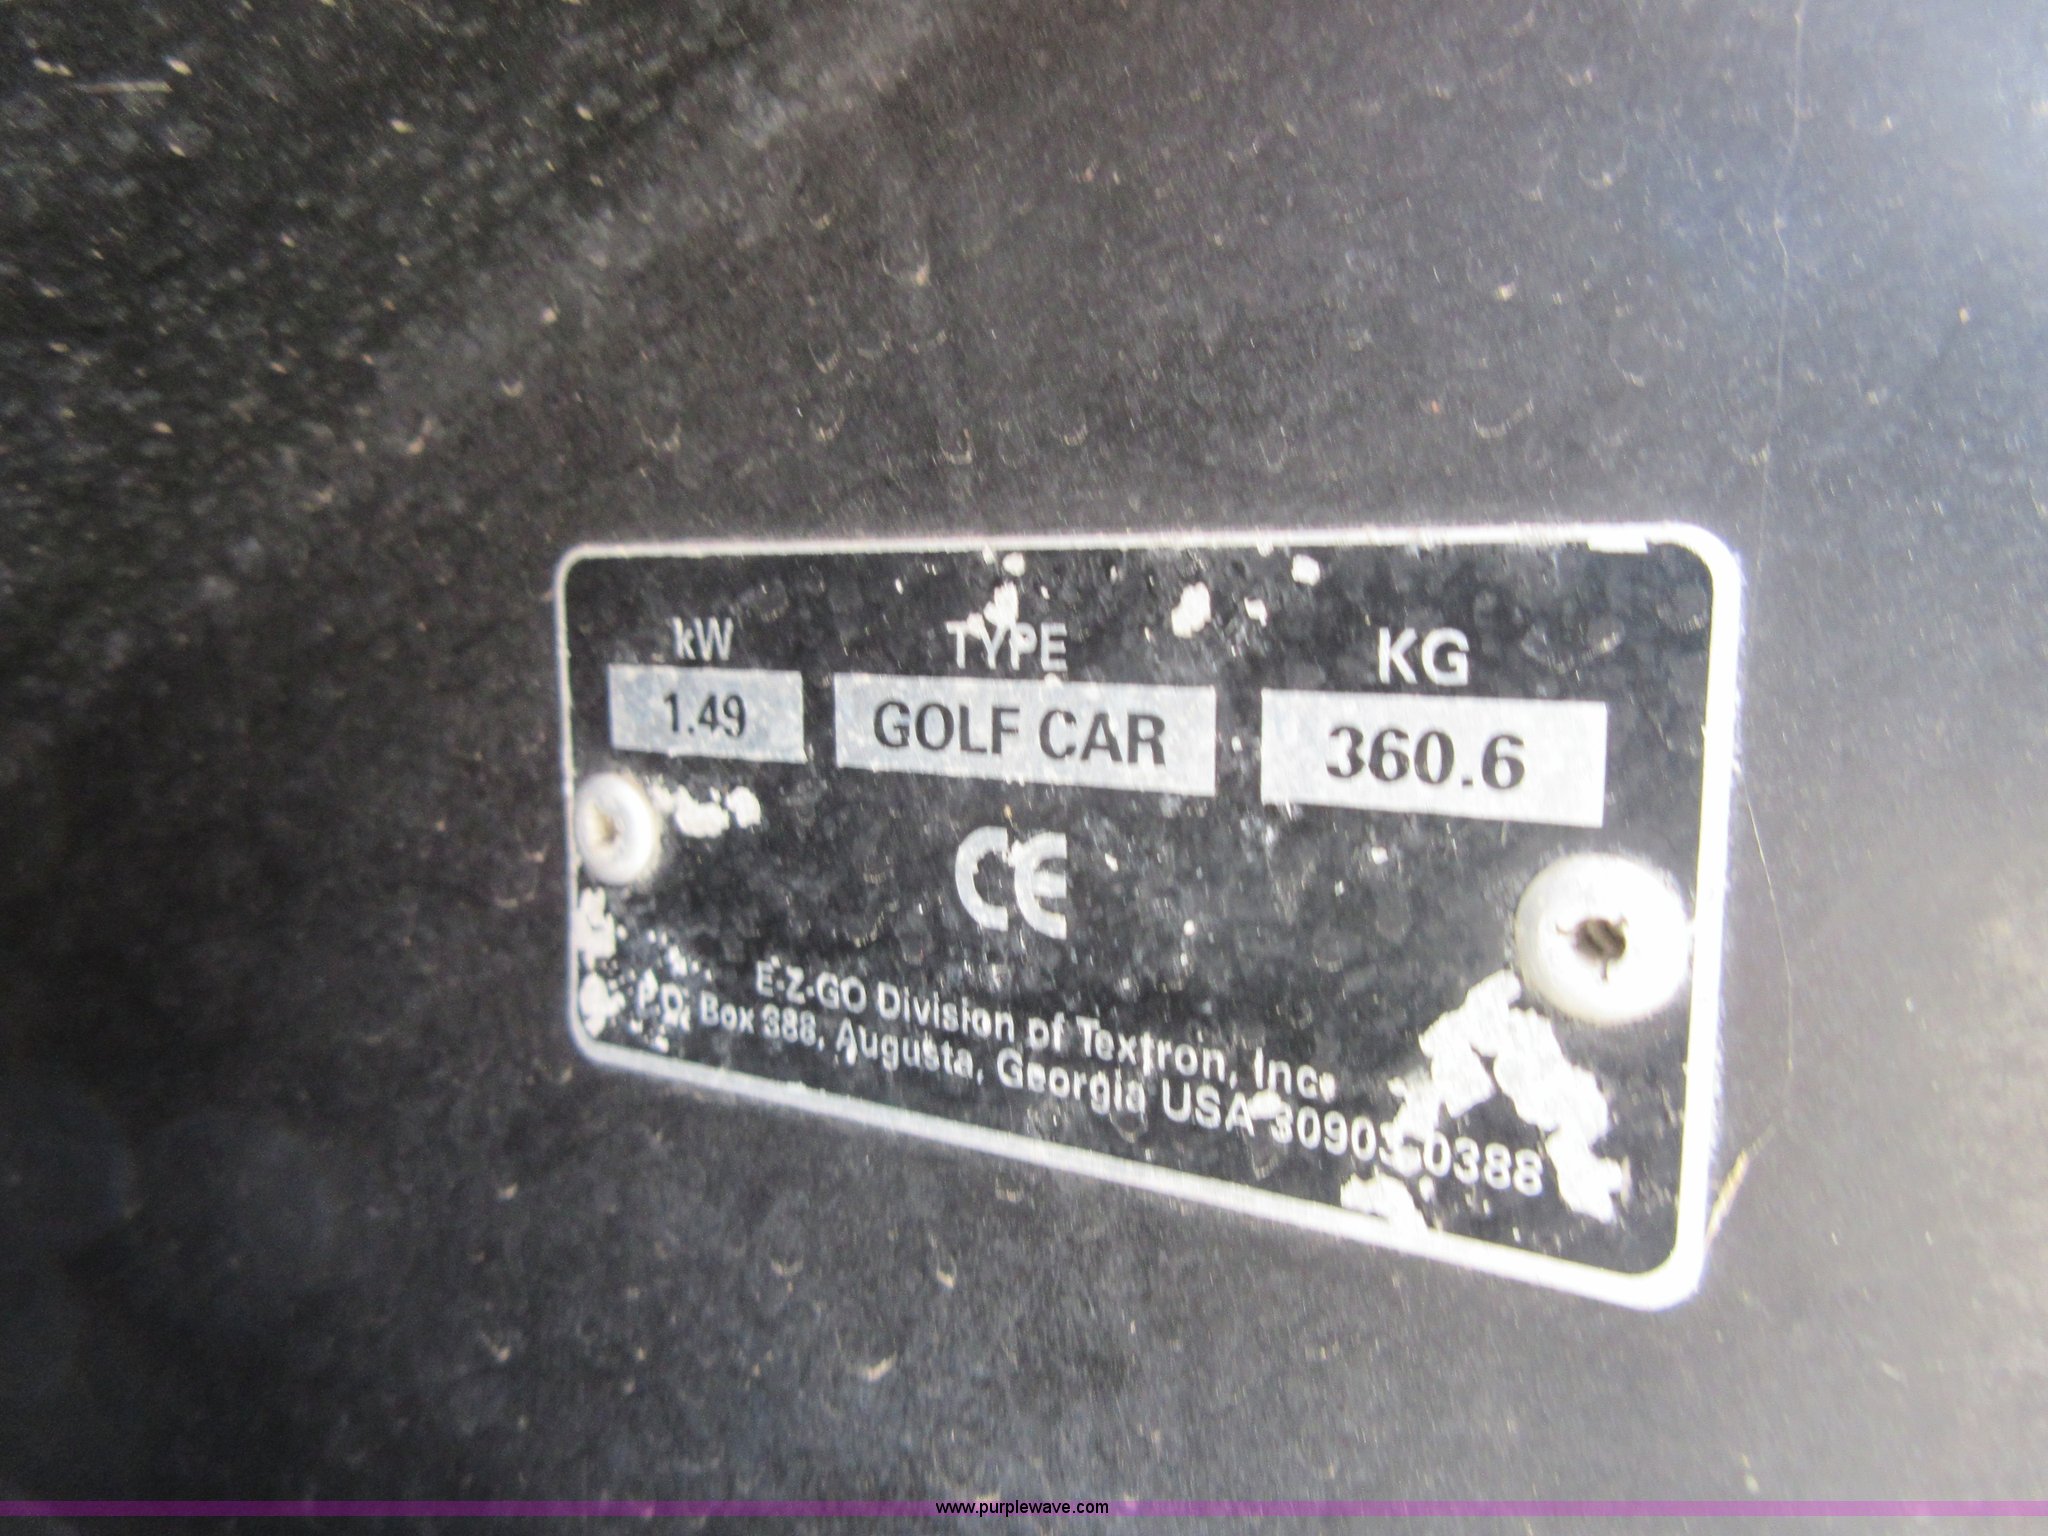 kW TYPE KG
1.49 GOLF CAR 360.6
CE
E-Z-GO Division of Textron, Inc.
P.O. Box 388, Augusta, Georgia USA 30903-0388
www.purplewave.com